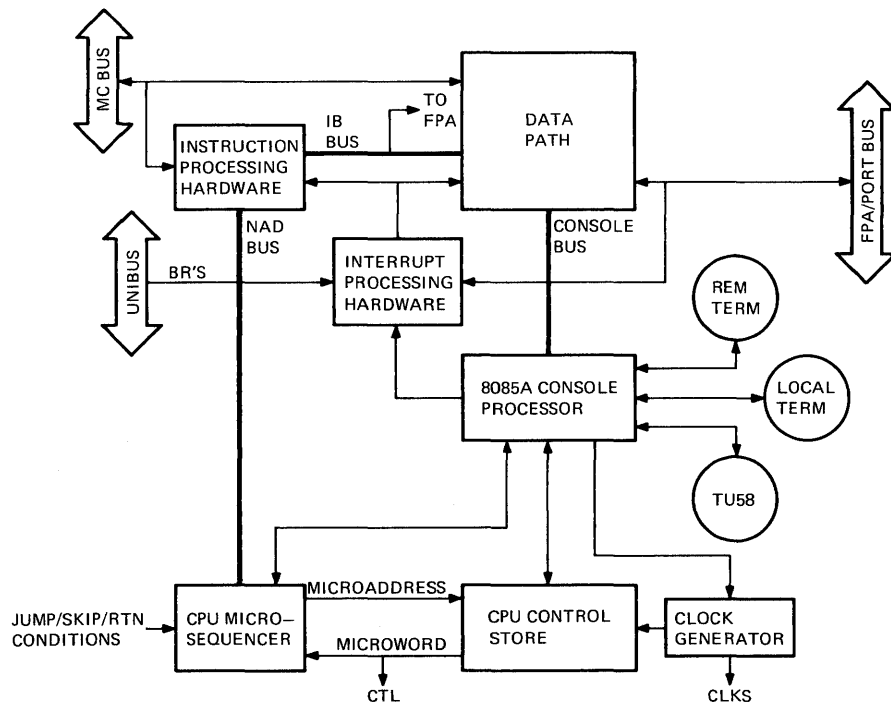 MC BUS
TO
FPA
IB
BUS
DATA
PATH
INSTRUCTION
PROCESSING
HARDWARE
FPA/PORT BUS
NAD
BUS
CONSOLE
BUS
UNIBUS
BR'S
INTERRUPT
PROCESSING
HARDWARE
REM
TERM
8085A CONSOLE
PROCESSOR
LOCAL
TERM
TU58
JUMP/SKIP/RTN
CONDITIONS
CPU MICRO–
SEQUENCER
MICROADDRESS
MICROWORD
CPU CONTROL
STORE
CLOCK
GENERATOR
CTL
CLKS